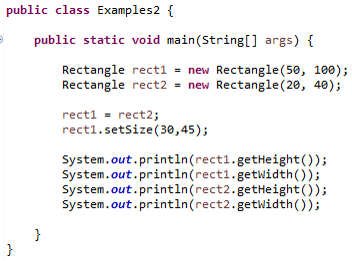 public class Examples2 {
public static void main(String[] args) {
Rectangle rect1 = new Rectangle(50, 100);
Rectangle rect2 = new Rectangle(20, 40);
rect1 = rect2;
rect1.setSize(30,45);
System.out.println(rect1.getHeight());
System.out.println(rect1.getWidth());
System.out.println(rect2.getHeight());
System.out.println(rect2.getWidth());
}
}